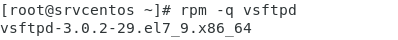 [root@srvcentos ~]# rpm -q vsftpd
vsftpd-3.0.2-29.el7_9.x86_64